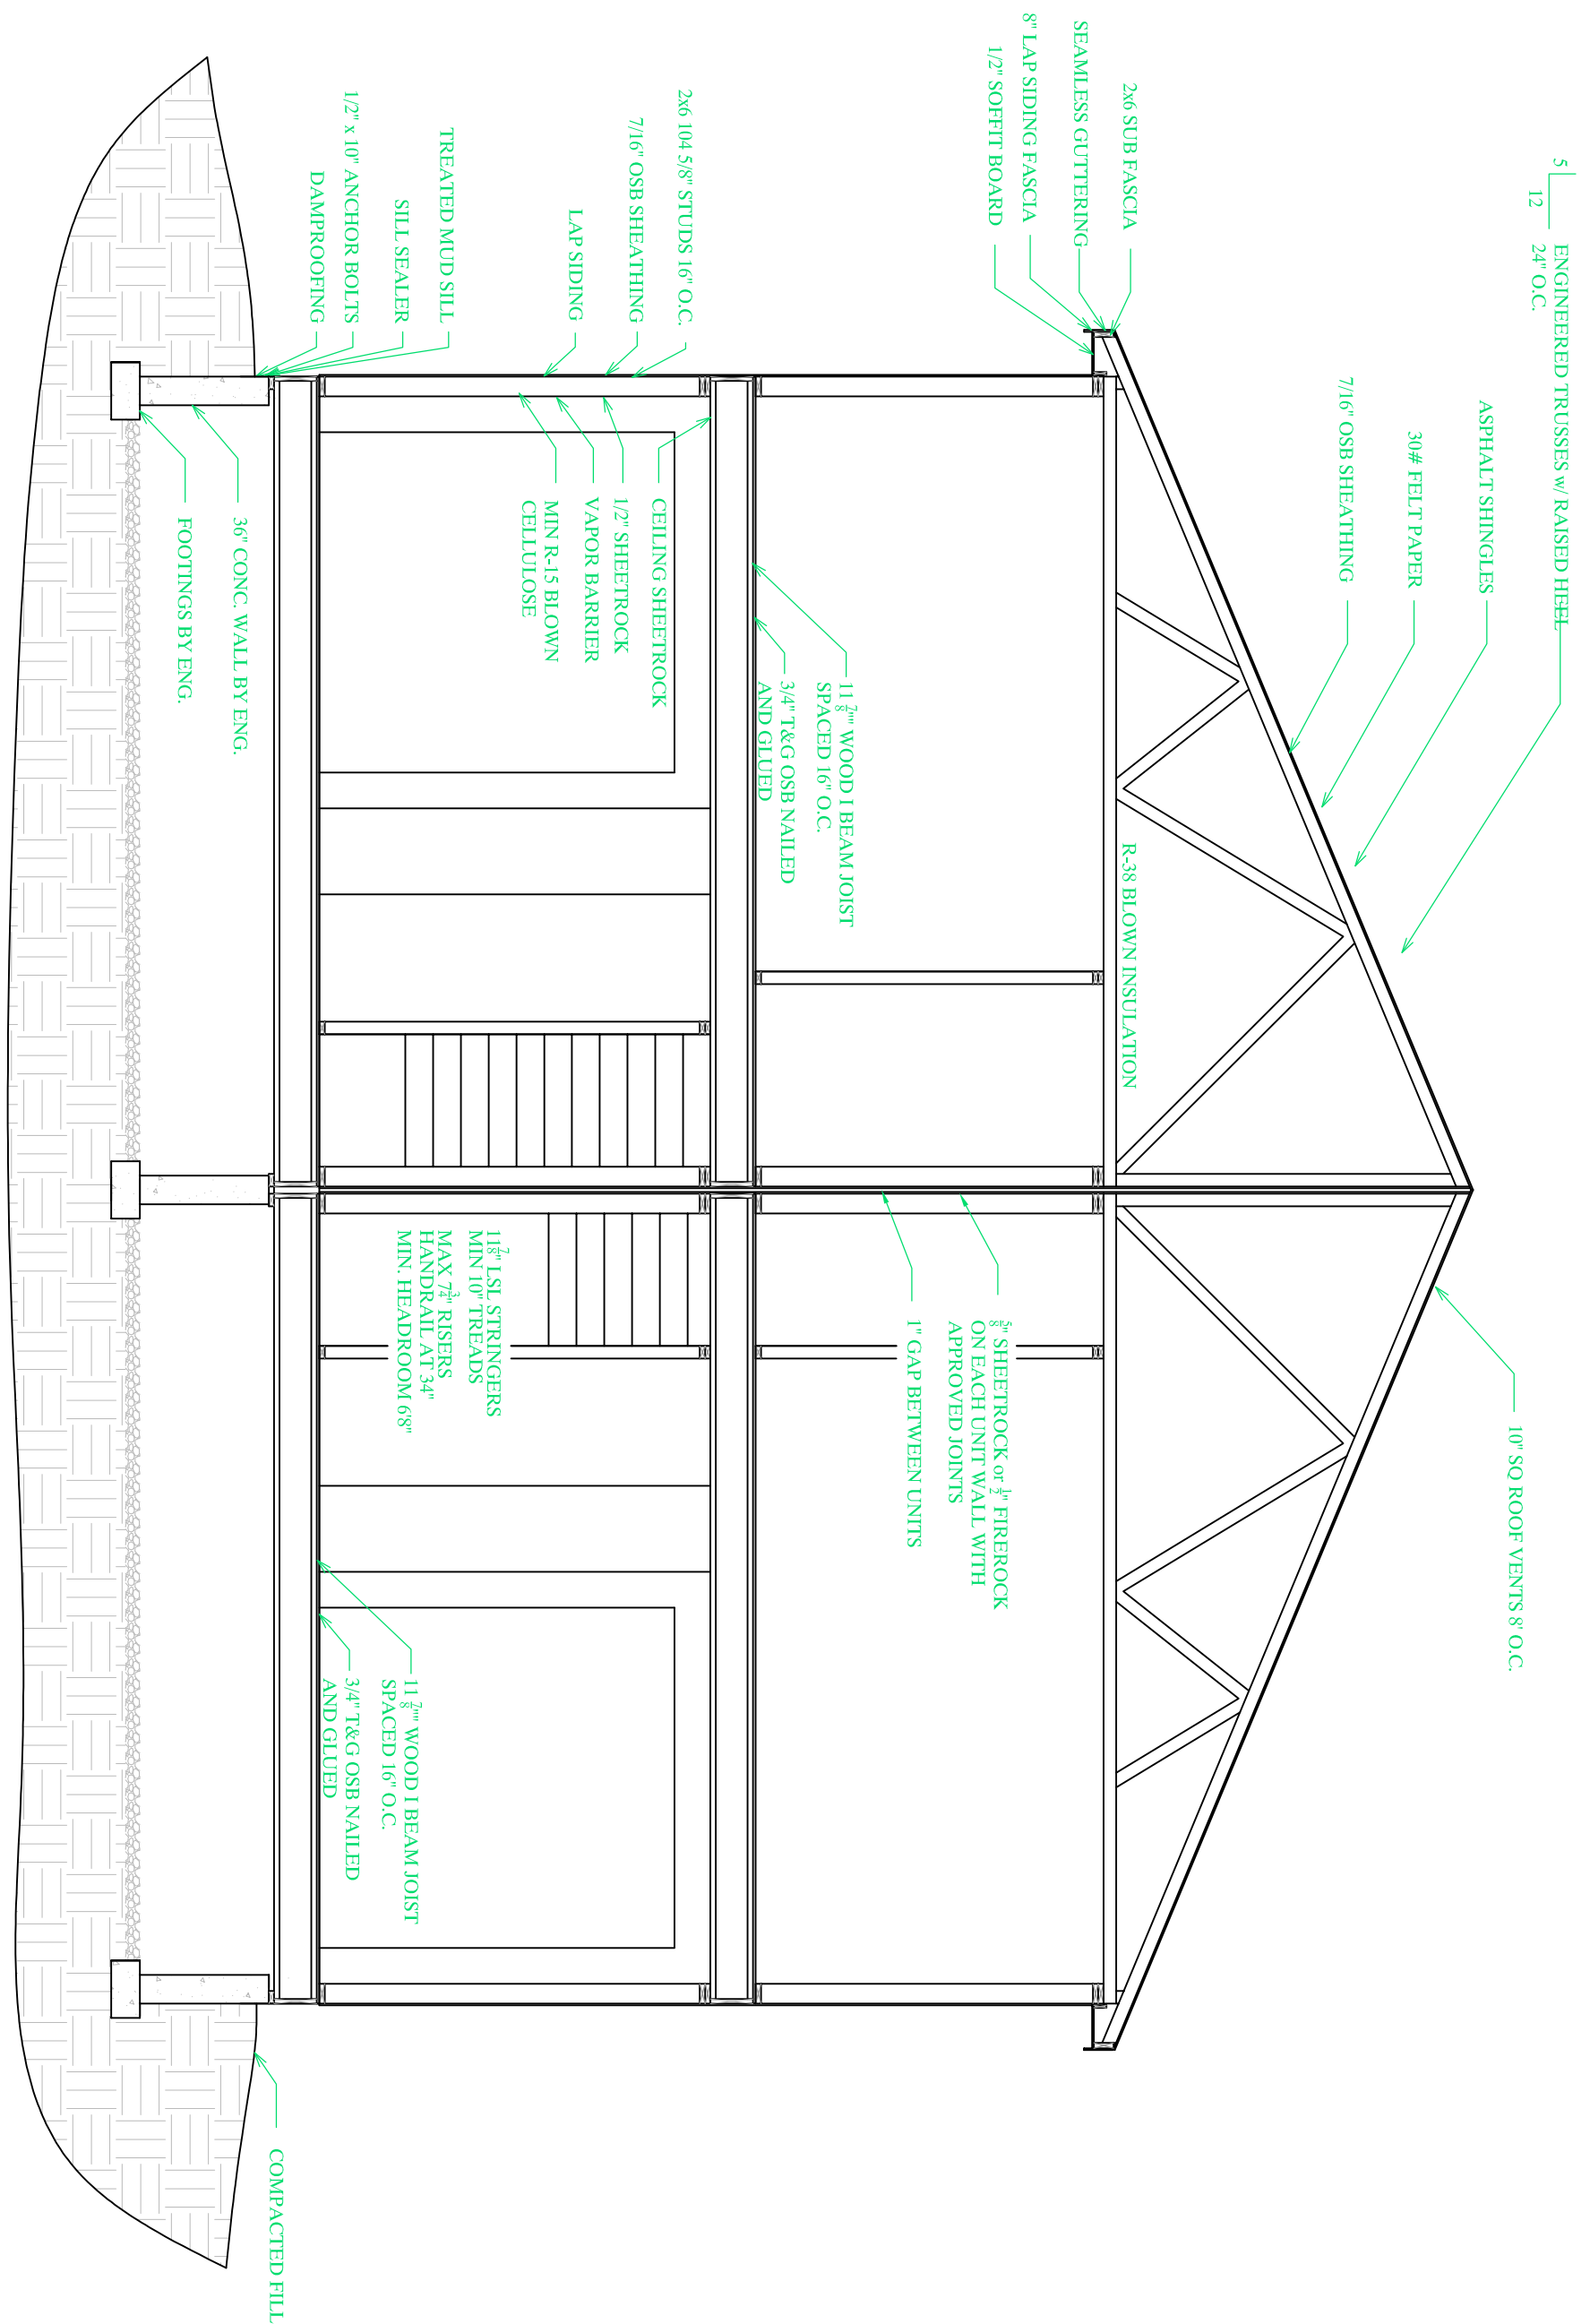 5
12
ENGINEERED TRUSSES w/ RAISED HEEL
24" O.C.
ASPHALT SHINGLES
30# FELT PAPER
7/16" OSB SHEATHING
10" SQ ROOF VENTS 8' O.C.
2x6 SUB FASCIA
SEAMLESS GUTTERING
8" LAP SIDING FASCIA
1/2" SOFFIT BOARD
R-38 BLOWN INSULATION
5/8" SHEETROCK or 1/2" FIREROCK
ON EACH UNIT WALL WITH
APPROVED JOINTS
1" GAP BETWEEN UNITS
11 7/8"" WOOD I BEAM JOIST
SPACED 16" O.C.
3/4" T&G OSB NAILED
AND GLUED
2x6 104 5/8" STUDS 16" O.C.
7/16" OSB SHEATHING
LAP SIDING
CEILING SHEETROCK
1/2" SHEETROCK
VAPOR BARRIER
MIN R-15 BLOWN
CELLULOSE
11 7/8" LSL STRINGERS
MIN 10" TREADS
MAX 7 3/4" RISERS
HANDRAIL AT 34"
MIN. HEADROOM 6'8"
11 7/8"" WOOD I BEAM JOIST
SPACED 16" O.C.
3/4" T&G OSB NAILED
AND GLUED
TREATED MUD SILL
SILL SEALER
1/2" x 10" ANCHOR BOLTS
DAMPROOFING
36" CONC. WALL BY ENG.
FOOTINGS BY ENG.
COMPACTED FILL